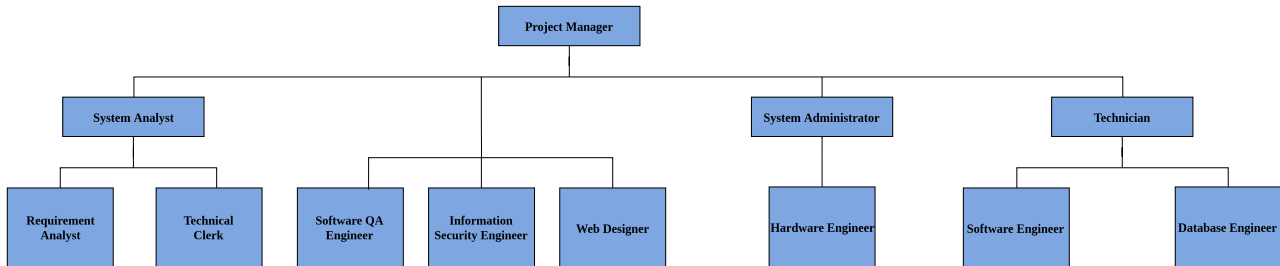 Project Manager
System Analyst
System Administrator
Technician
Requirement
Analyst
Technical
Clerk
Software QA
Engineer
Information
Security Engineer
Web Designer
Hardware Engineer
Software Engineer
Database Engineer